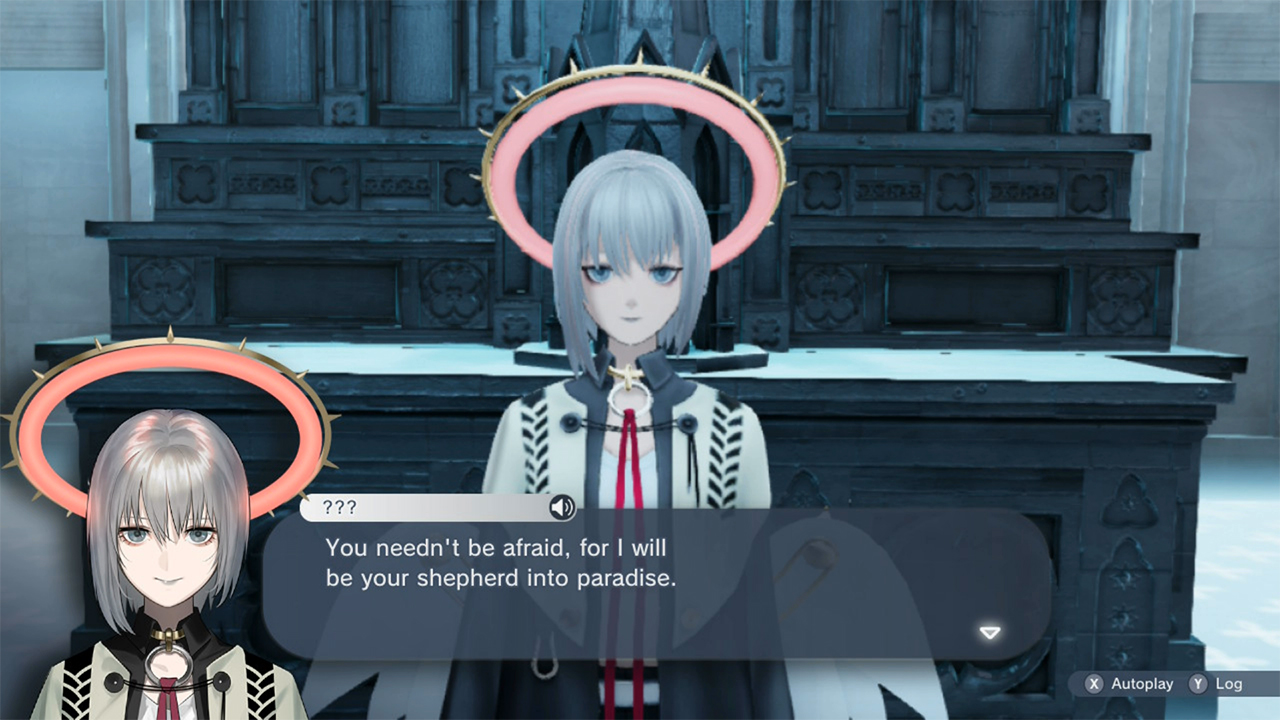 ???
You needn't be afraid, for I will
be your shepherd into paradise.
X Autoplay Y Log